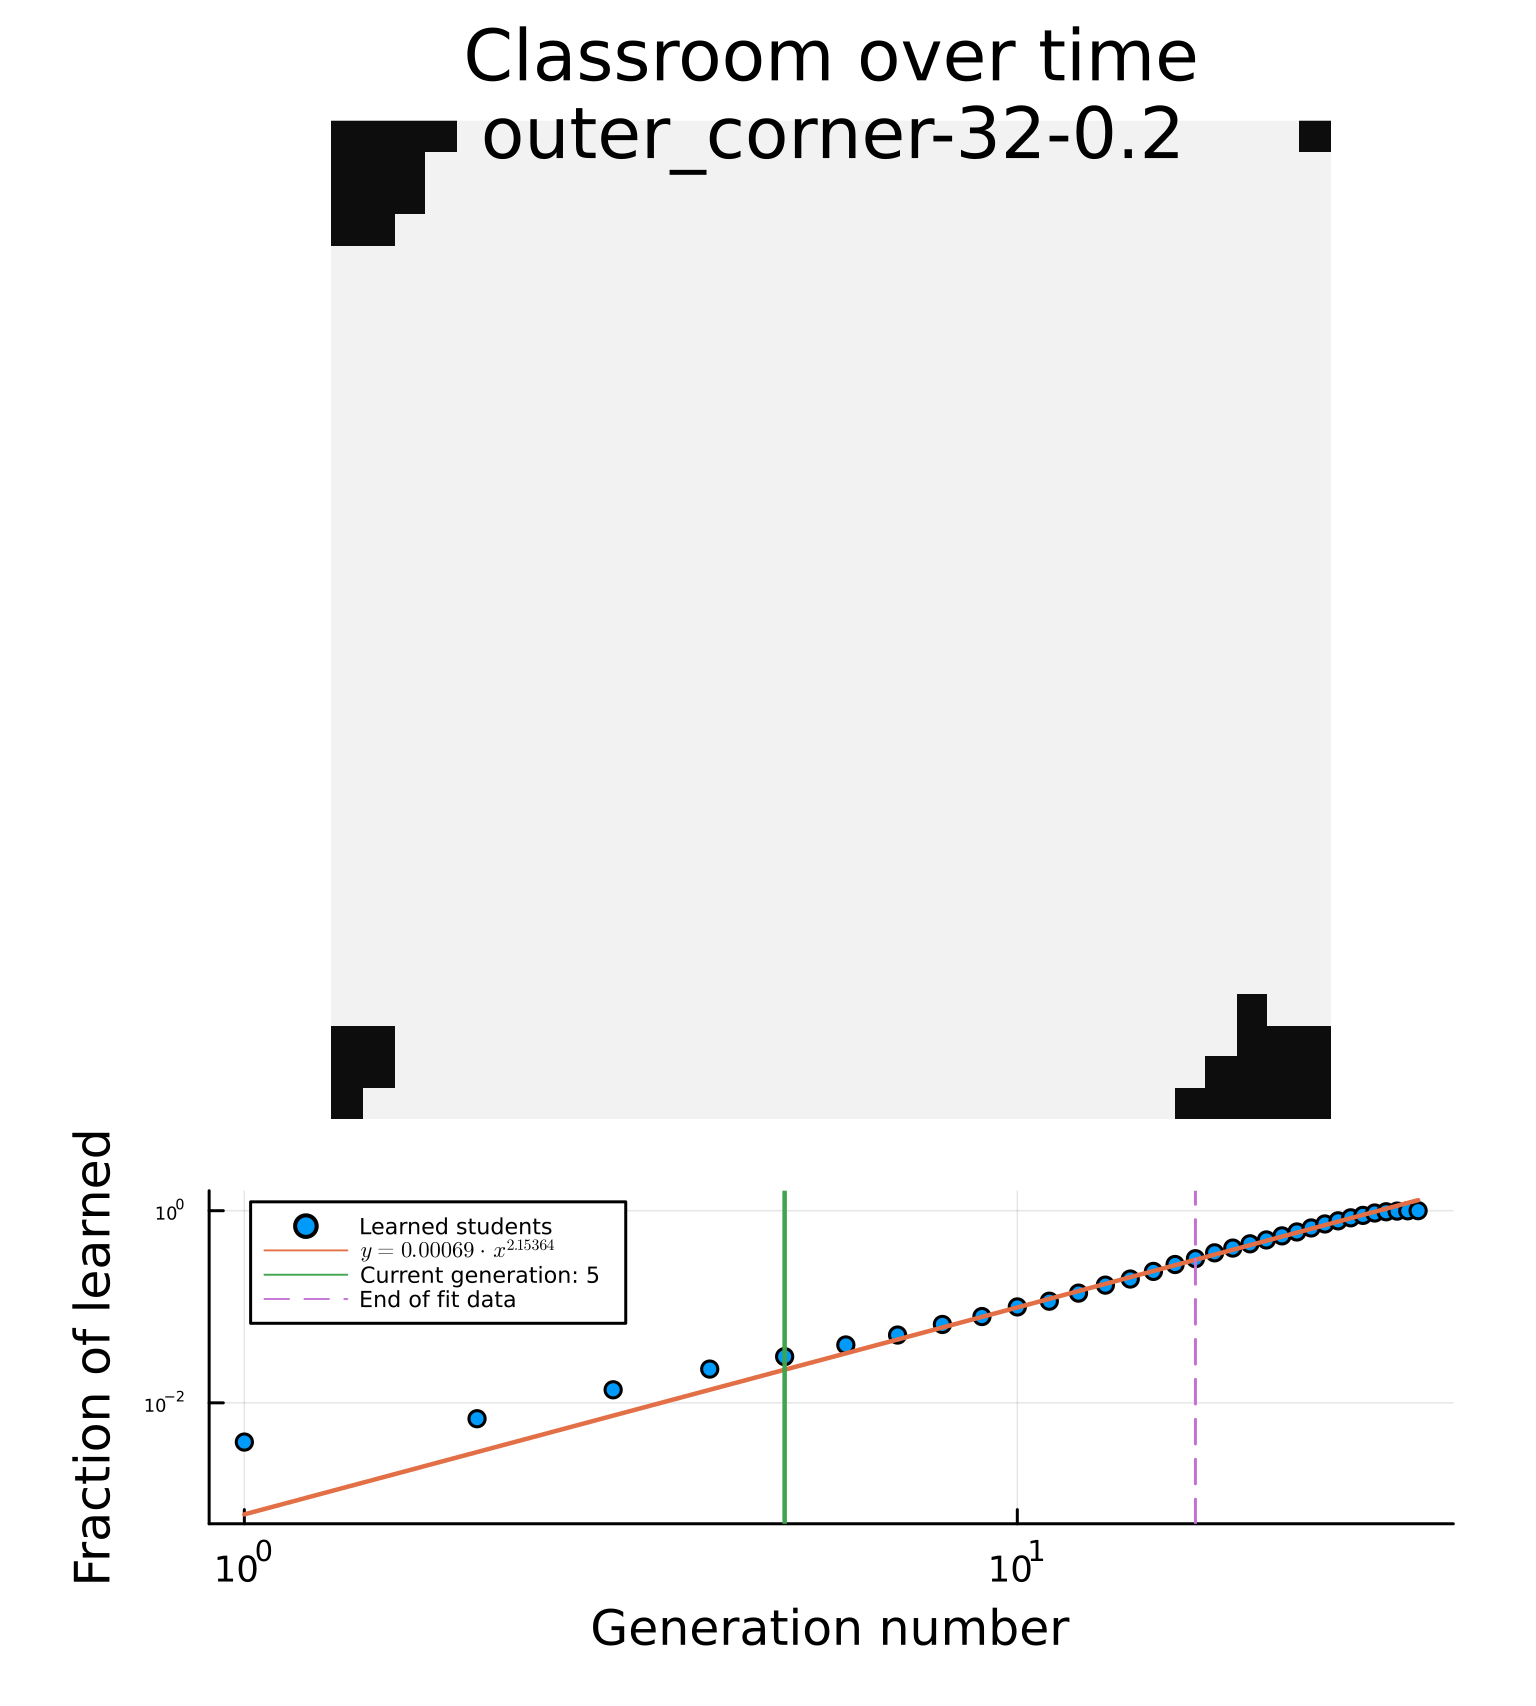 Classroom over time
outer_corner-32-0.2
Fraction of learned
10⁰
10⁻²
Learned students
y = 0.00069 · x^2.15364
Current generation: 5
End of fit data
10⁰
10¹
Generation number